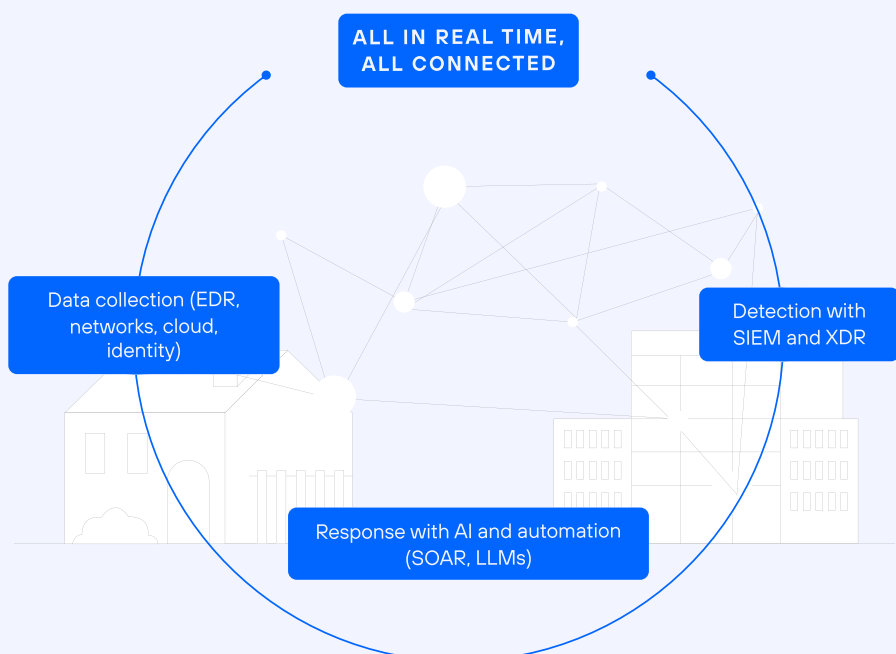 ALL IN REAL TIME,
ALL CONNECTED
Data collection (EDR,
networks, cloud,
identity)
Detection with
SIEM and XDR
Response with AI and automation
(SOAR, LLMs)